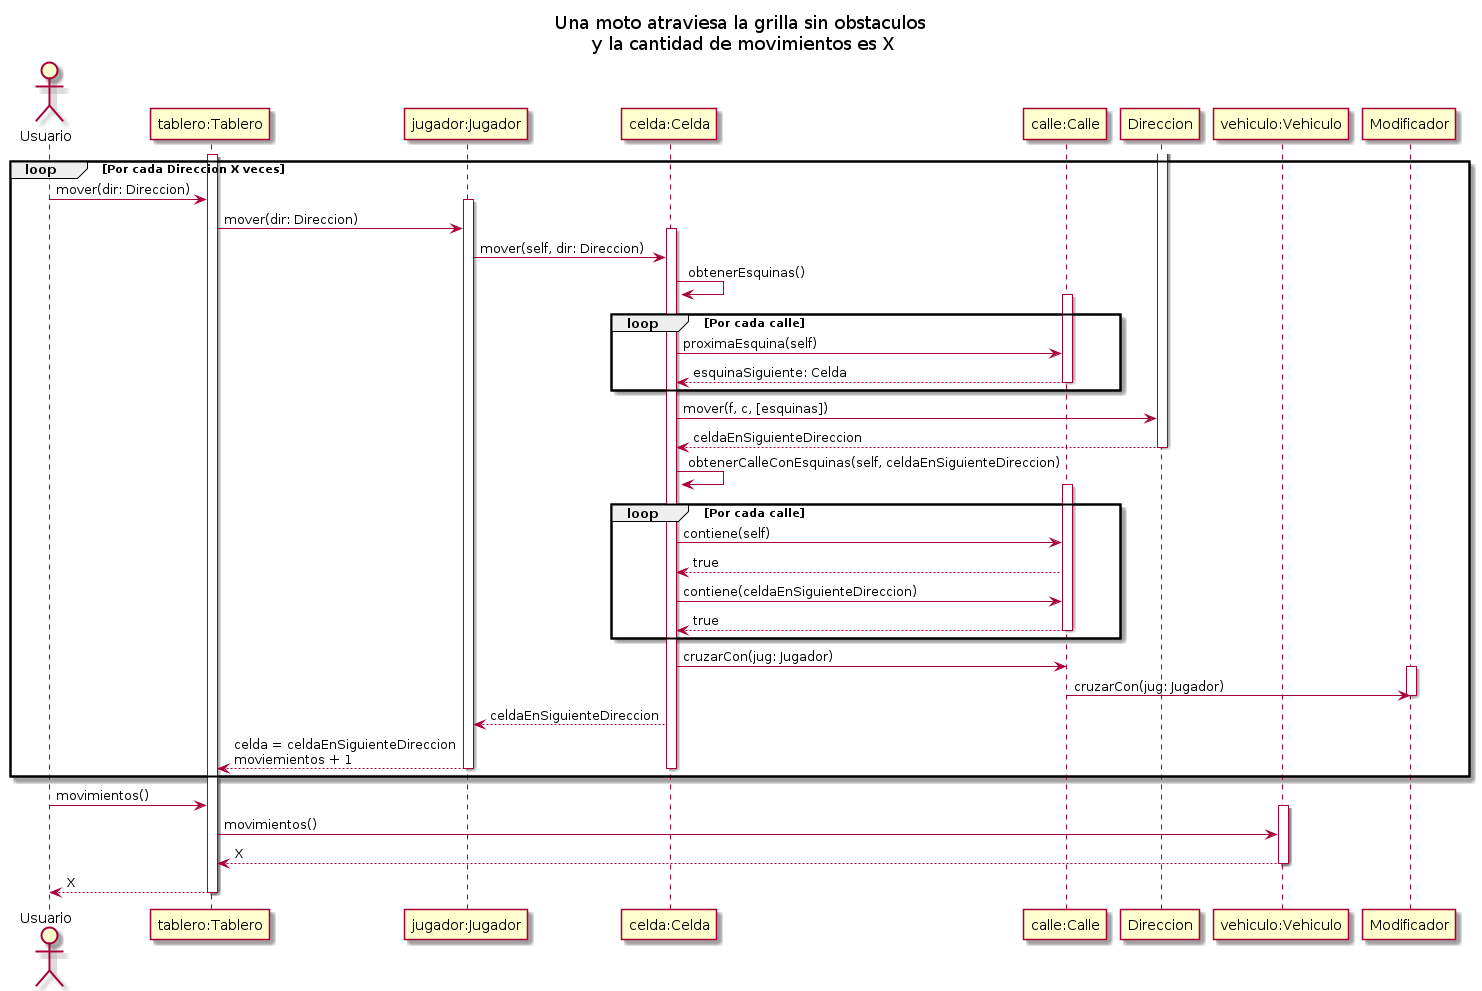 Una moto atraviesa la grilla sin obstaculos
y la cantidad de movimientos es X
Usuario
tablero:Tablero
jugador:Jugador
celda:Celda
calle:Calle
Direccion
vehiculo:Vehiculo
Modificador
loop [Por cada Direccion X veces]
mover(dir: Direccion)
mover(dir: Direccion)
mover(self, dir: Direccion)
obtenerEsquinas()
loop [Por cada calle]
proximaEsquina(self)
esquinaSiguiente: Celda
mover(f, c, [esquinas])
celdaEnSiguienteDireccion
obtenerCalleConEsquinas(self, celdaEnSiguienteDireccion)
loop [Por cada calle]
contiene(self)
true
contiene(celdaEnSiguienteDireccion)
true
cruzarCon(jug: Jugador)
cruzarCon(jug: Jugador)
celdaEnSiguienteDireccion
celda = celdaEnSiguienteDireccion
moviemientos + 1
movimientos()
movimientos()
X
X
Usuario
tablero:Tablero
jugador:Jugador
celda:Celda
calle:Calle
Direccion
vehiculo:Vehiculo
Modificador